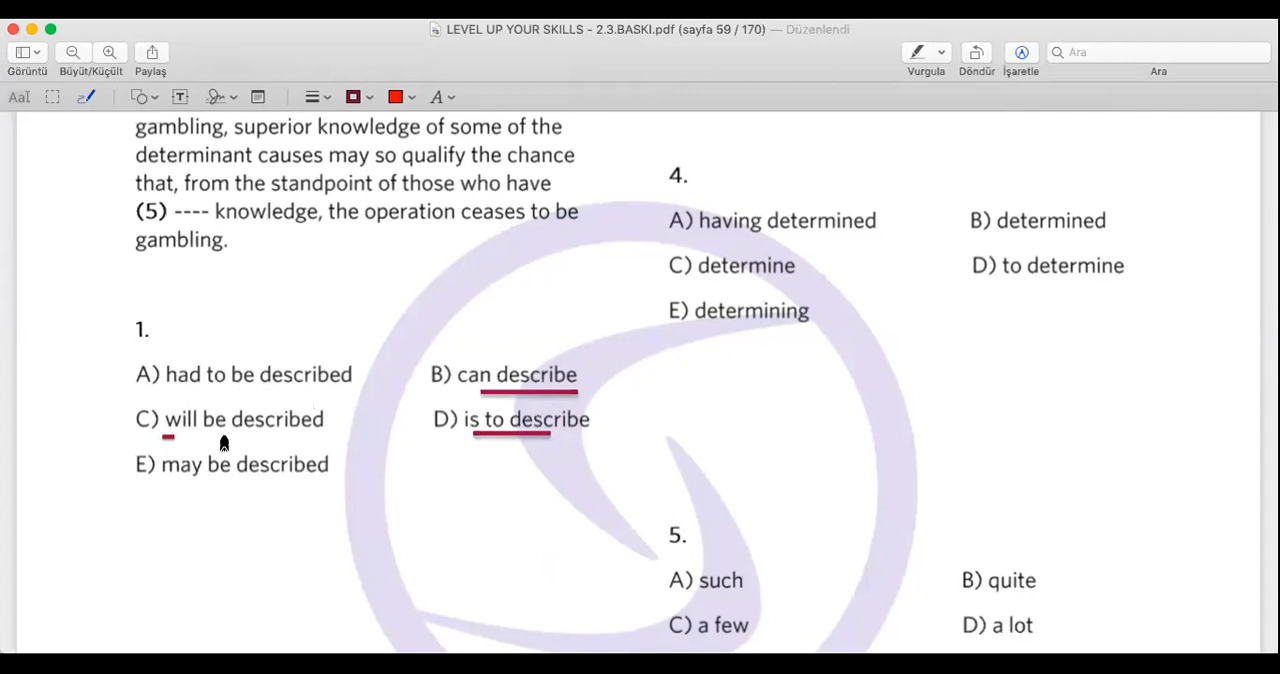 LEVEL UP YOUR SKILLS - 2.3.BASKI.pdf (sayfa 59 / 170) — Düzenlendi
Görüntü Büyüt/Küçült Paylaş Vurgula Döndür İşaretle Ara
Ara
AaI T A
gambling, superior knowledge of some of the
determinant causes may so qualify the chance
that, from the standpoint of those who have
(5) ---- knowledge, the operation ceases to be
gambling.
1.
A) had to be described B) can describe
C) will be described D) is to describe
E) may be described
4.
A) having determined B) determined
C) determine D) to determine
E) determining
5.
A) such B) quite
C) a few D) a lot